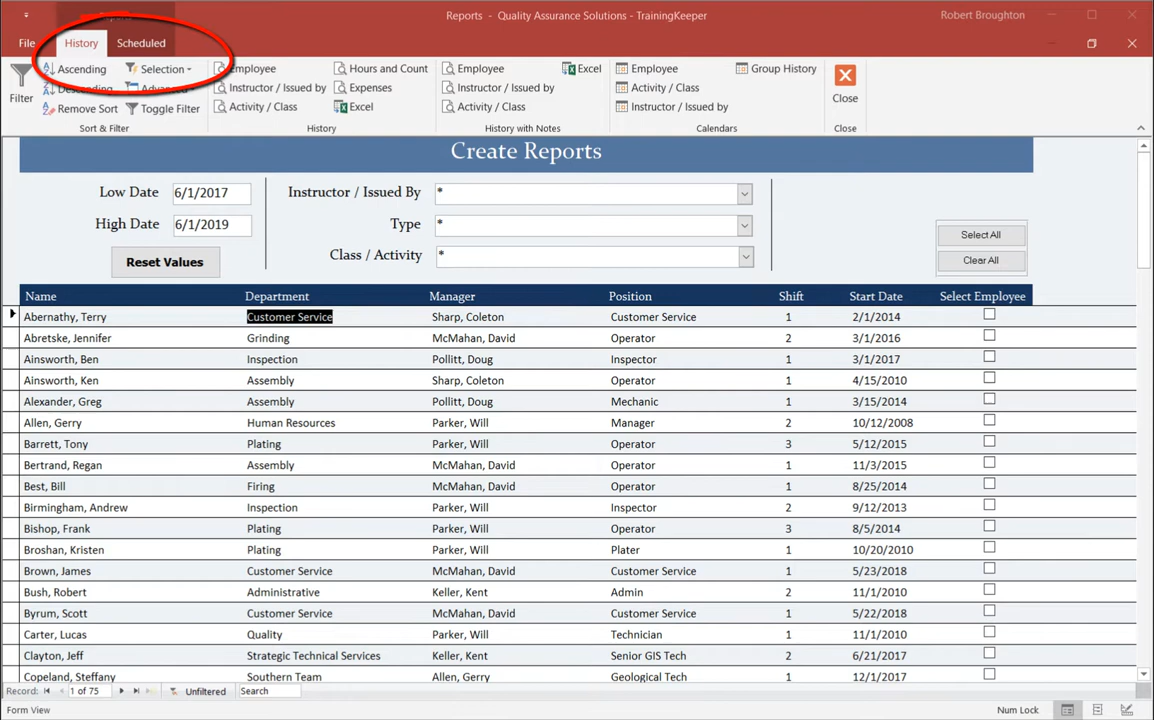 Reports - Quality Assurance Solutions - TrainingKeeper Robert Broughton
File History Scheduled
Ascending Selection Employee Hours and Count Employee Excel Employee Group History
Filter Descending Advanced Instructor / Issued by Expenses Instructor / Issued by Activity / Class Close
Remove Sort Toggle Filter Activity / Class Excel Activity / Class Instructor / Issued by
Sort & Filter History History with Notes Calendars Close
Create Reports
Low Date 6/1/2017 Instructor / Issued By *
High Date 6/1/2019 Type * Select All
Reset Values Class / Activity * Clear All
Name Department Manager Position Shift Start Date Select Employee
Abernathy, Terry Customer Service Sharp, Coleton Customer Service 1 2/1/2014
Abretske, Jennifer Grinding McMahan, David Operator 2 3/1/2016
Ainsworth, Ben Inspection Pollitt, Doug Inspector 1 3/1/2017
Ainsworth, Ken Assembly Sharp, Coleton Operator 1 4/15/2010
Alexander, Greg Assembly Pollitt, Doug Mechanic 1 3/15/2014
Allen, Gerry Human Resources Parker, Will Manager 2 10/12/2008
Barrett, Tony Plating Parker, Will Operator 3 5/12/2015
Bertrand, Regan Assembly McMahan, David Operator 1 11/3/2015
Best, Bill Firing McMahan, David Operator 1 8/25/2014
Birmingham, Andrew Inspection Parker, Will Inspector 2 9/12/2013
Bishop, Frank Plating Parker, Will Operator 3 8/5/2014
Broshan, Kristen Plating Parker, Will Plater 1 10/20/2010
Brown, James Customer Service McMahan, David Customer Service 1 5/23/2018
Bush, Robert Administrative Keller, Kent Admin 2 11/1/2010
Byrum, Scott Customer Service McMahan, David Customer Service 1 5/22/2018
Carter, Lucas Quality Parker, Will Technician 1 11/1/2010
Clayton, Jeff Strategic Technical Services Keller, Kent Senior GIS Tech 2 6/21/2017
Copeland, Steffany Southern Team Allen, Gerry Geological Tech 1 12/1/2017
Record: 1 of 75 Unfiltered Search
Form View Num Lock